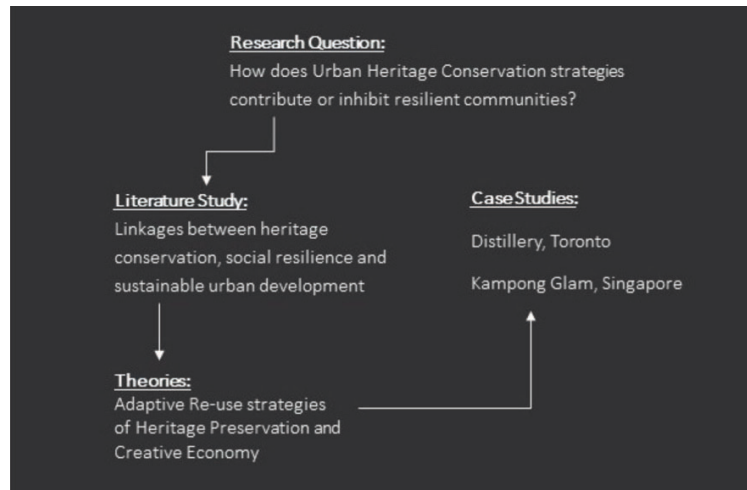 Research Question:
How does Urban Heritage Conservation strategies
contribute or inhibit resilient communities?
Literature Study:
Linkages between heritage
conservation, social resilience and
sustainable urban development
Case Studies:
Distillery, Toronto
Kampong Glam, Singapore
Theories:
Adaptive Re-use strategies
of Heritage Preservation and
Creative Economy